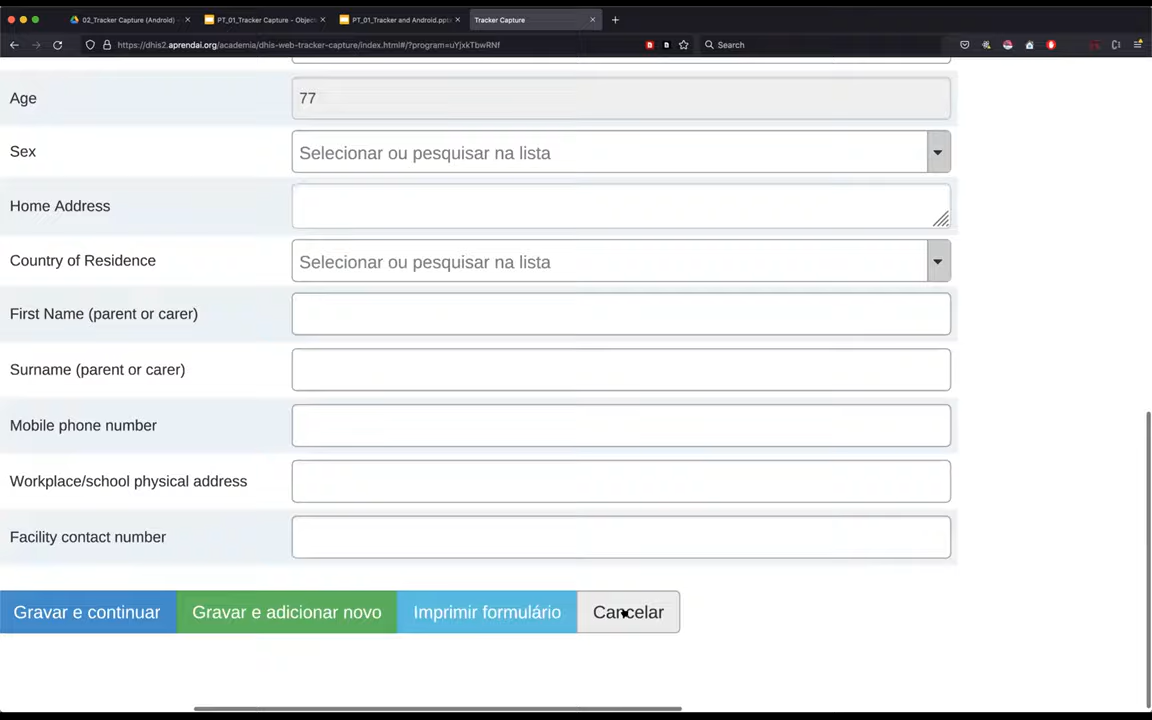 02_Tracker Capture (Android)
PT_01_Tracker Capture - Objec
PT_01_Tracker and Android.ppt
Tracker Capture
https://dhis2.aprendai.org/academia/dhis-web-tracker-capture/index.html#/?program=uYjxkTbwRNf
Search
Age
77
Sex
Selecionar ou pesquisar na lista
Home Address
Country of Residence
Selecionar ou pesquisar na lista
First Name (parent or carer)
Surname (parent or carer)
Mobile phone number
Workplace/school physical address
Facility contact number
Gravar e continuar
Gravar e adicionar novo
Imprimir formulário
Cancelar